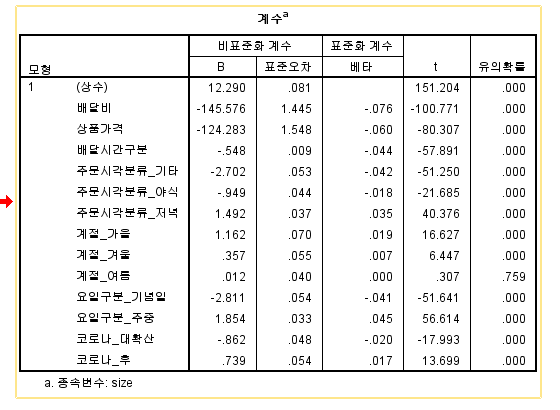 계수a
모형 비표준화 계수 표준화 계수 t 유의확률
B 표준오차 베타
1 (상수) 12.290 .081 151.204 .000
배달비 -145.576 1.445 -.076 -100.771 .000
상품가격 -124.283 1.548 -.060 -80.307 .000
배달시간구분 -.548 .009 -.044 -57.891 .000
주문시각분류_기타 -2.702 .053 -.042 -51.250 .000
주문시각분류_야식 -.949 .044 -.018 -21.685 .000
주문시각분류_저녁 1.492 .037 .035 40.376 .000
계절_가을 1.162 .070 .019 16.627 .000
계절_겨울 .357 .055 .007 6.447 .000
계절_여름 .012 .040 .000 .307 .759
요일구분_기념일 -2.811 .054 -.041 -51.641 .000
요일구분_주중 1.854 .033 .045 56.614 .000
코로나_대확산 -.862 .048 -.020 -17.993 .000
코로나_후 .739 .054 .017 13.699 .000
a. 종속변수: size